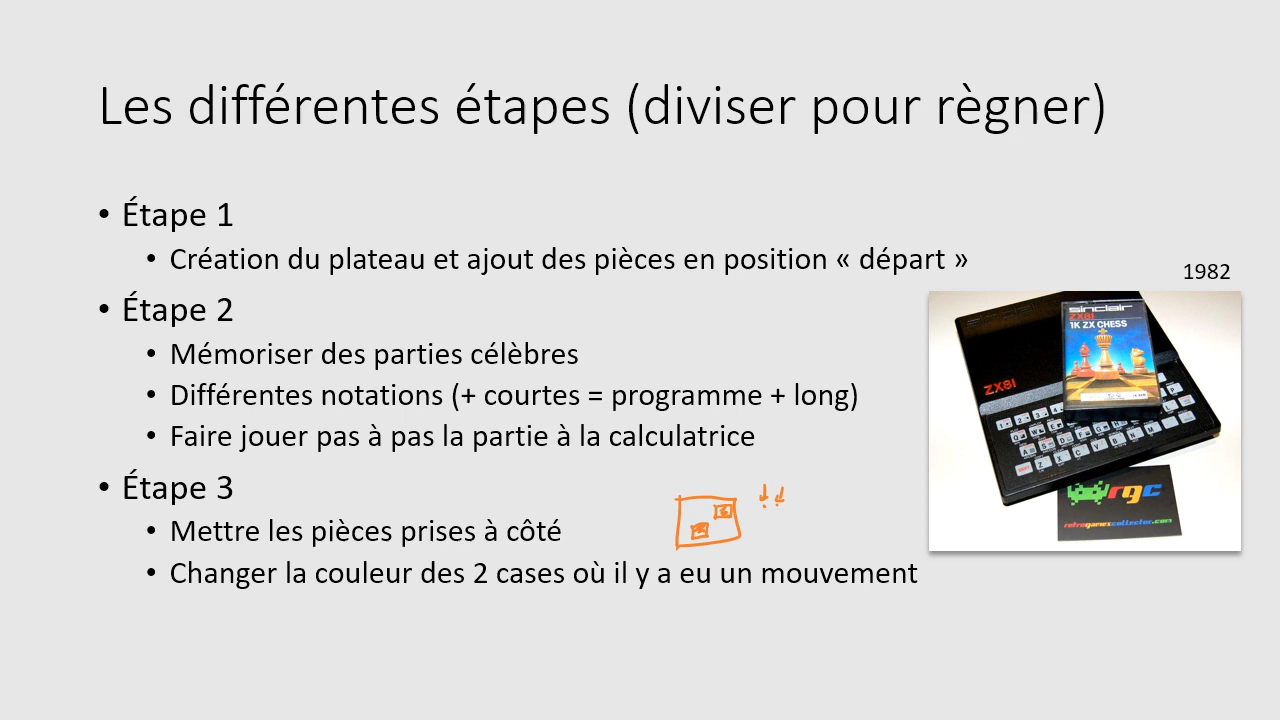 Les différentes étapes (diviser pour règner)
• Étape 1
• Création du plateau et ajout des pièces en position « départ »
1982
• Étape 2
• Mémoriser des parties célèbres
• Différentes notations (+ courtes = programme + long)
• Faire jouer pas à pas la partie à la calculatrice
• Étape 3
• Mettre les pièces prises à côté
• Changer la couleur des 2 cases où il y a eu un mouvement
sinclair
ZX81
1K ZX CHESS
ZX81
rgc
retrogamescollector.com